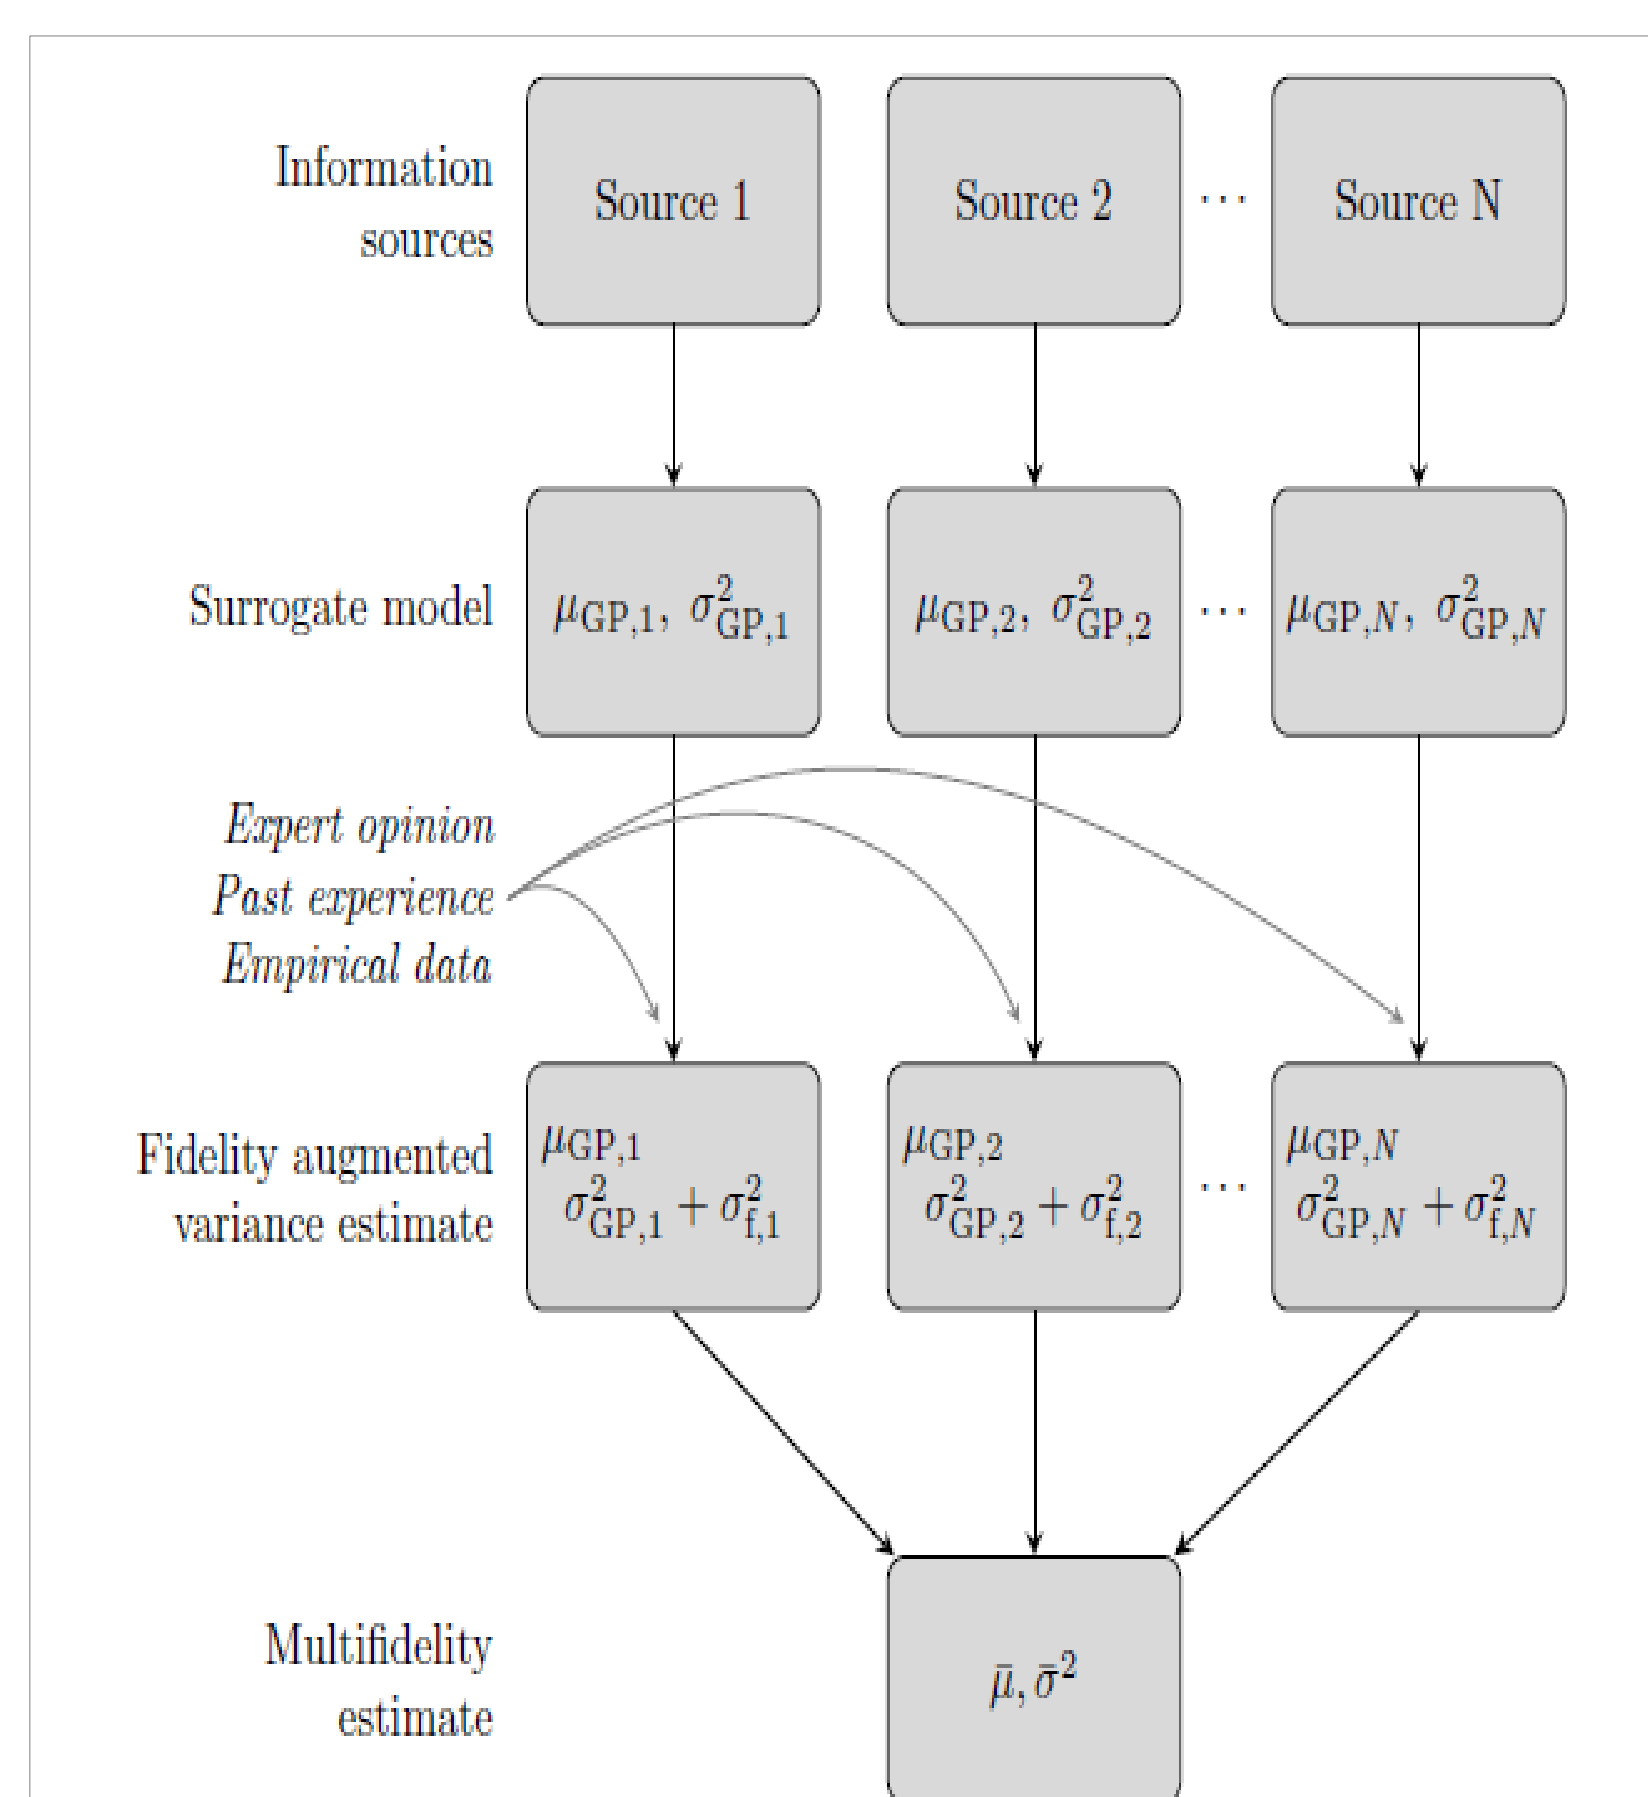 Information
sources
Source 1
Source 2
⋯
Source N
Surrogate model
μGP,1, σ²GP,1
μGP,2, σ²GP,2
⋯
μGP,N, σ²GP,N
Expert opinion
Past experience
Empirical data
Fidelity augmented
variance estimate
μGP,1
σ²GP,1 + σ²f,1
μGP,2
σ²GP,2 + σ²f,2
⋯
μGP,N
σ²GP,N + σ²f,N
Multifidelity
estimate
μ̄, σ̄²